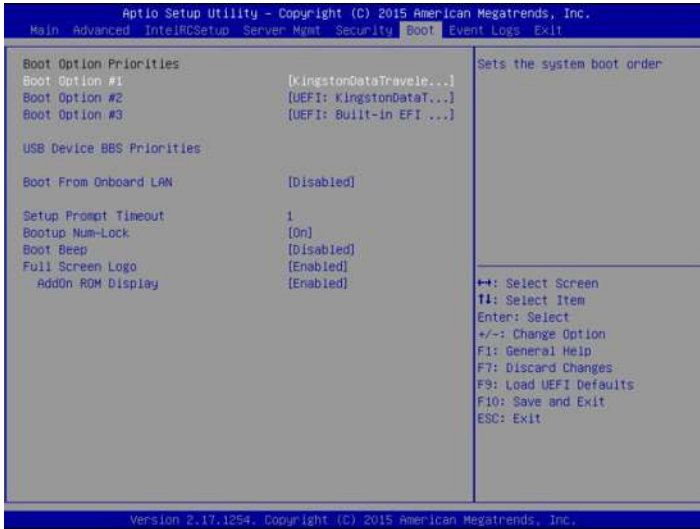 Aptio Setup Utility – Copyright (C) 2015 American Megatrends, Inc.
Main Advanced IntelRCSetup Server Mgmt Security Boot Event Logs Exit
Boot Option Priorities
Boot Option #1 [KingstonDataTravele...]
Boot Option #2 [UEFI: KingstonDataT...]
Boot Option #3 [UEFI: Built-in EFI ...]
USB Device BBS Priorities
Boot From Onboard LAN [Disabled]
Setup Prompt Timeout 1
Bootup Num-Lock [On]
Boot Beep [Disabled]
Full Screen Logo [Enabled]
AddOn ROM Display [Enabled]
Sets the system boot order
↔: Select Screen
↑↓: Select Item
Enter: Select
+/-: Change Option
F1: General Help
F7: Discard Changes
F9: Load UEFI Defaults
F10: Save and Exit
ESC: Exit
Version 2.17.1254. Copyright (C) 2015 American Megatrends, Inc.